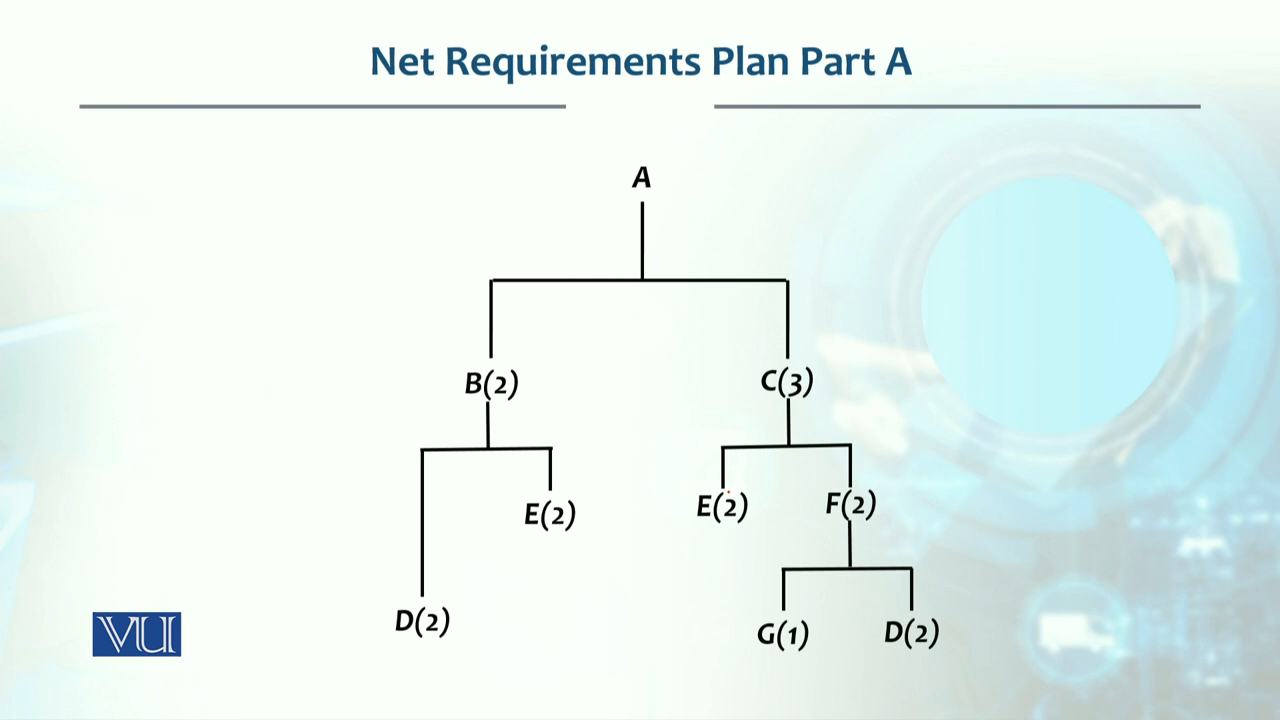 Net Requirements Plan Part A
A
B(2)
C(3)
E(2)
E(2)
F(2)
D(2)
G(1)
D(2)
VU